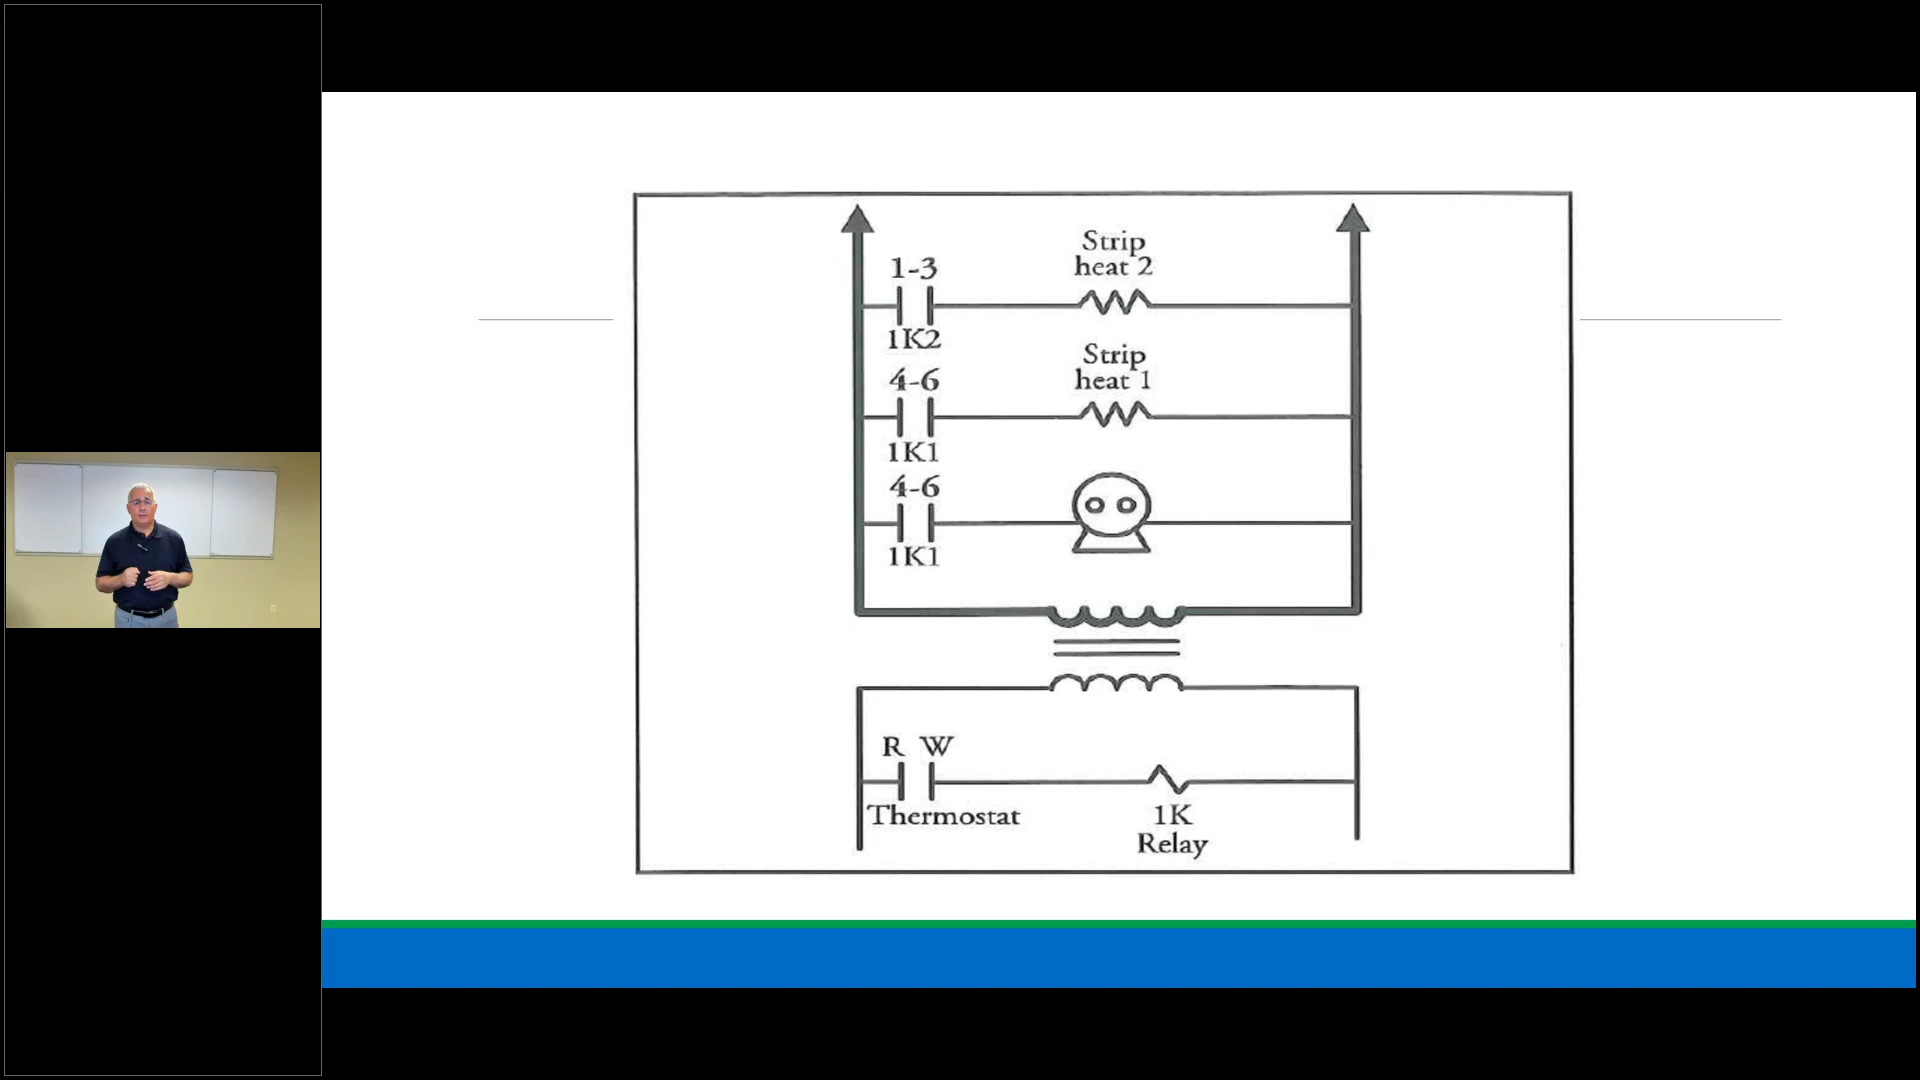 Strip
heat 2
1-3
1K2
Strip
heat 1
4-6
1K1
4-6
1K1
R W
Thermostat
1K
Relay